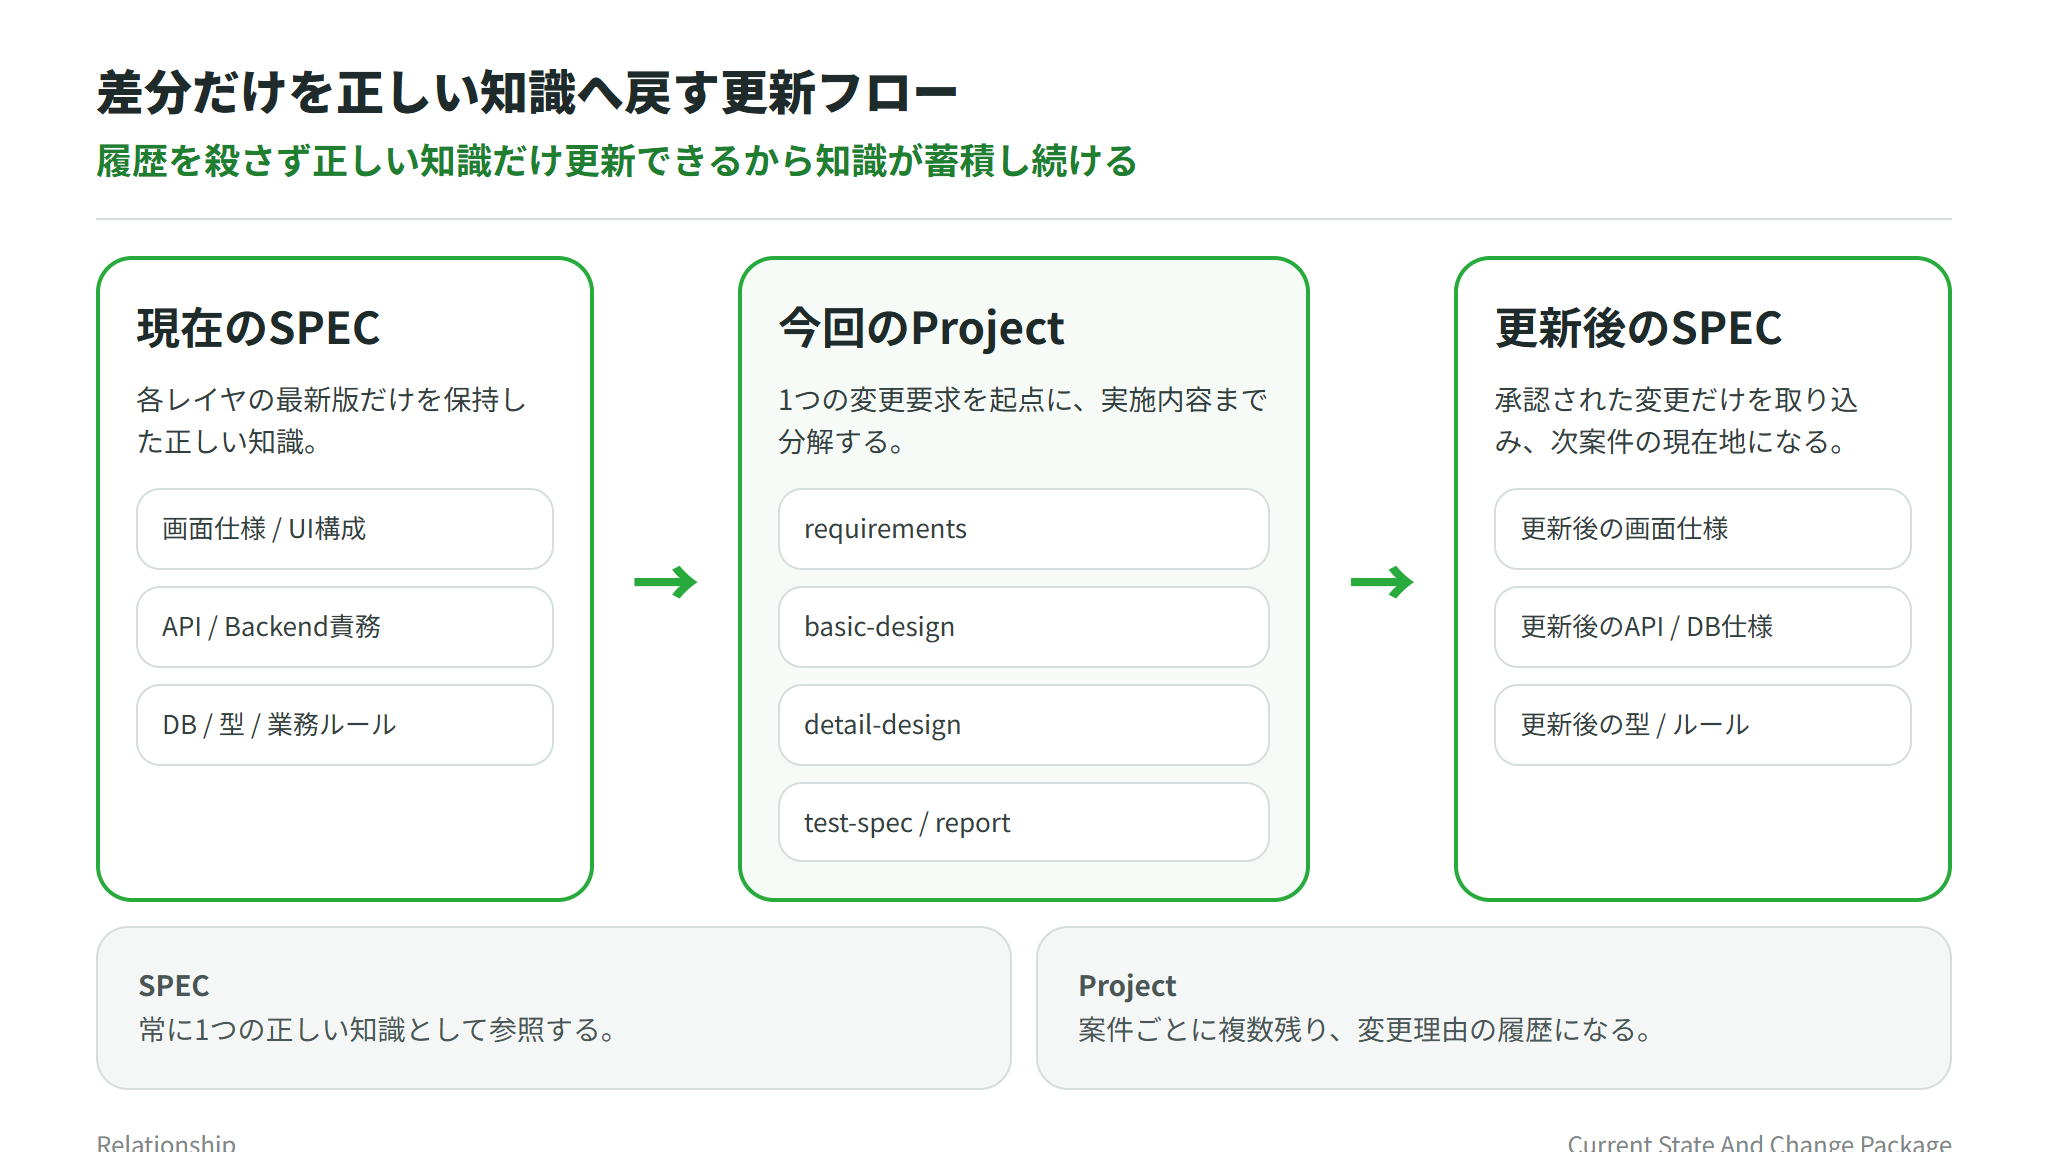 差分だけを正しい知識へ戻す更新フロー
履歴を殺さず正しい知識だけ更新できるから知識が蓄積し続ける
現在のSPEC
各レイヤの最新版だけを保持し
た正しい知識。
画面仕様 / UI構成
API / Backend責務
DB / 型 / 業務ルール
→
今回のProject
1つの変更要求を起点に、実施内容まで
分解する。
requirements
basic-design
detail-design
test-spec / report
→
更新後のSPEC
承認された変更だけを取り込
み、次案件の現在地になる。
更新後の画面仕様
更新後のAPI / DB仕様
更新後の型 / ルール
SPEC
常に1つの正しい知識として参照する。
Project
案件ごとに複数残り、変更理由の履歴になる。
Relationship
Current State And Change Package